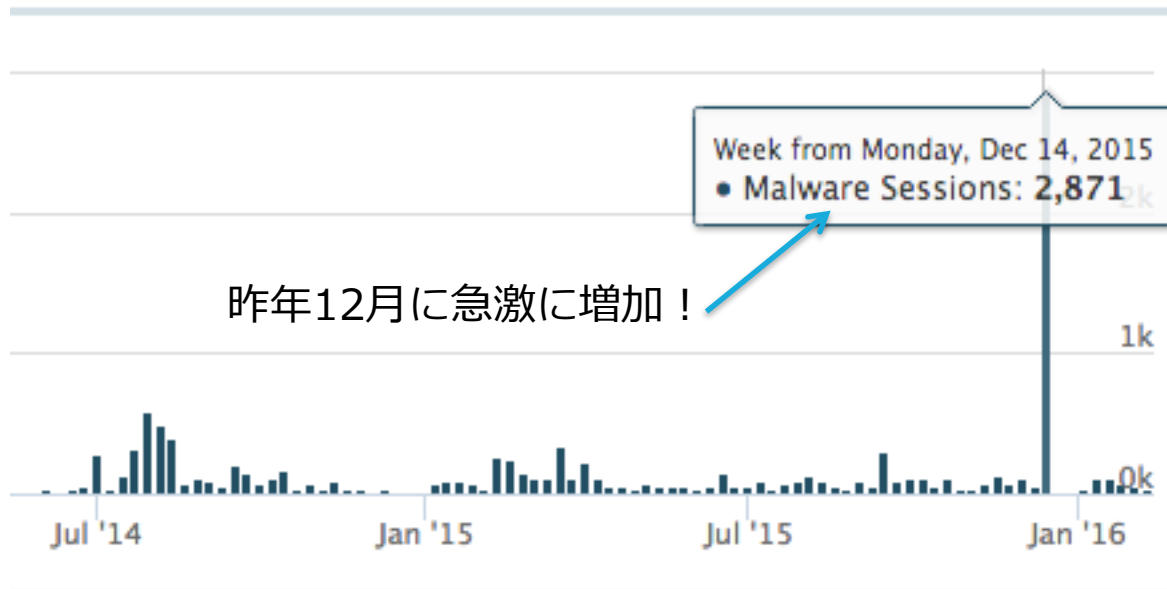 Week from Monday, Dec 14, 2015
• Malware Sessions: 2,871
2k
昨年12月に急激に増加！
1k
0k
Jul '14 Jan '15 Jul '15 Jan '16